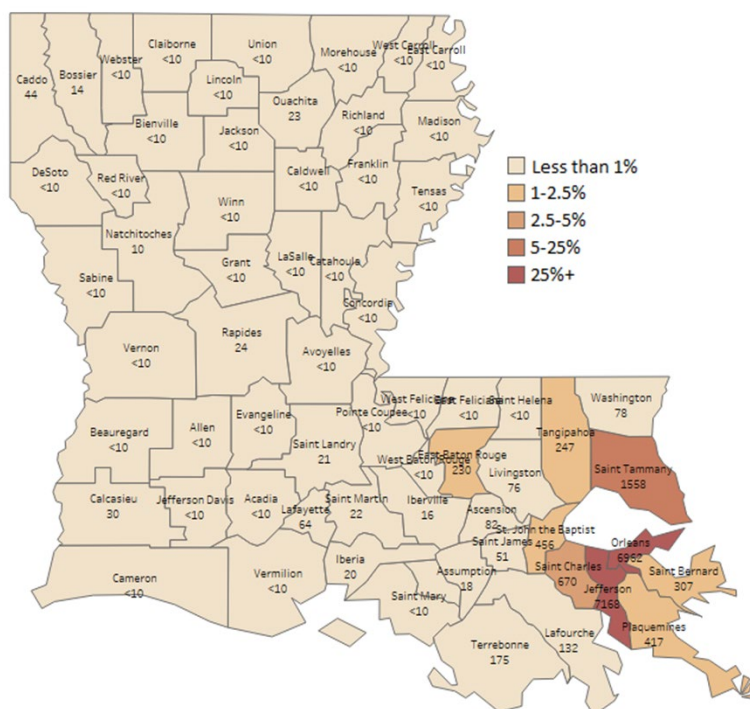 Caddo
44
Bossier
14
Webster
<10
Claiborne
<10
Lincoln
<10
Union
<10
Morehouse
<10
West Carroll
<10
East Carroll
<10
Ouachita
23
Richland
<10
Madison
<10
Bienville
<10
Jackson
<10
DeSoto
<10
Red River
<10
Caldwell
<10
Franklin
<10
Tensas
<10
Winn
<10
Natchitoches
10
Sabine
<10
Grant
<10
LaSalle
<10
Catahoula
<10
Concordia
<10
Vernon
<10
Rapides
24
Avoyelles
<10
Less than 1%
1-2.5%
2.5-5%
5-25%
25%+
Beauregard
<10
Allen
<10
Evangeline
<10
Saint Landry
21
Pointe Coupee
<10
West Feliciana
<10
East Feliciana
<10
Saint Helena
<10
Tangipahoa
247
Washington
78
West Baton Rouge
<10
East Baton Rouge
230
Livingston
76
Saint Tammany
1558
Calcasieu
30
Jefferson Davis
<10
Acadia
<10
Lafayette
64
Saint Martin
22
Iberville
16
Ascension
82
Saint James
51
St. John the Baptist
456
Orleans
6962
Cameron
<10
Vermilion
<10
Iberia
20
Saint Mary
<10
Assumption
18
Saint Charles
670
Jefferson
7168
Saint Bernard
307
Plaquemines
417
Terrebonne
175
Lafourche
132